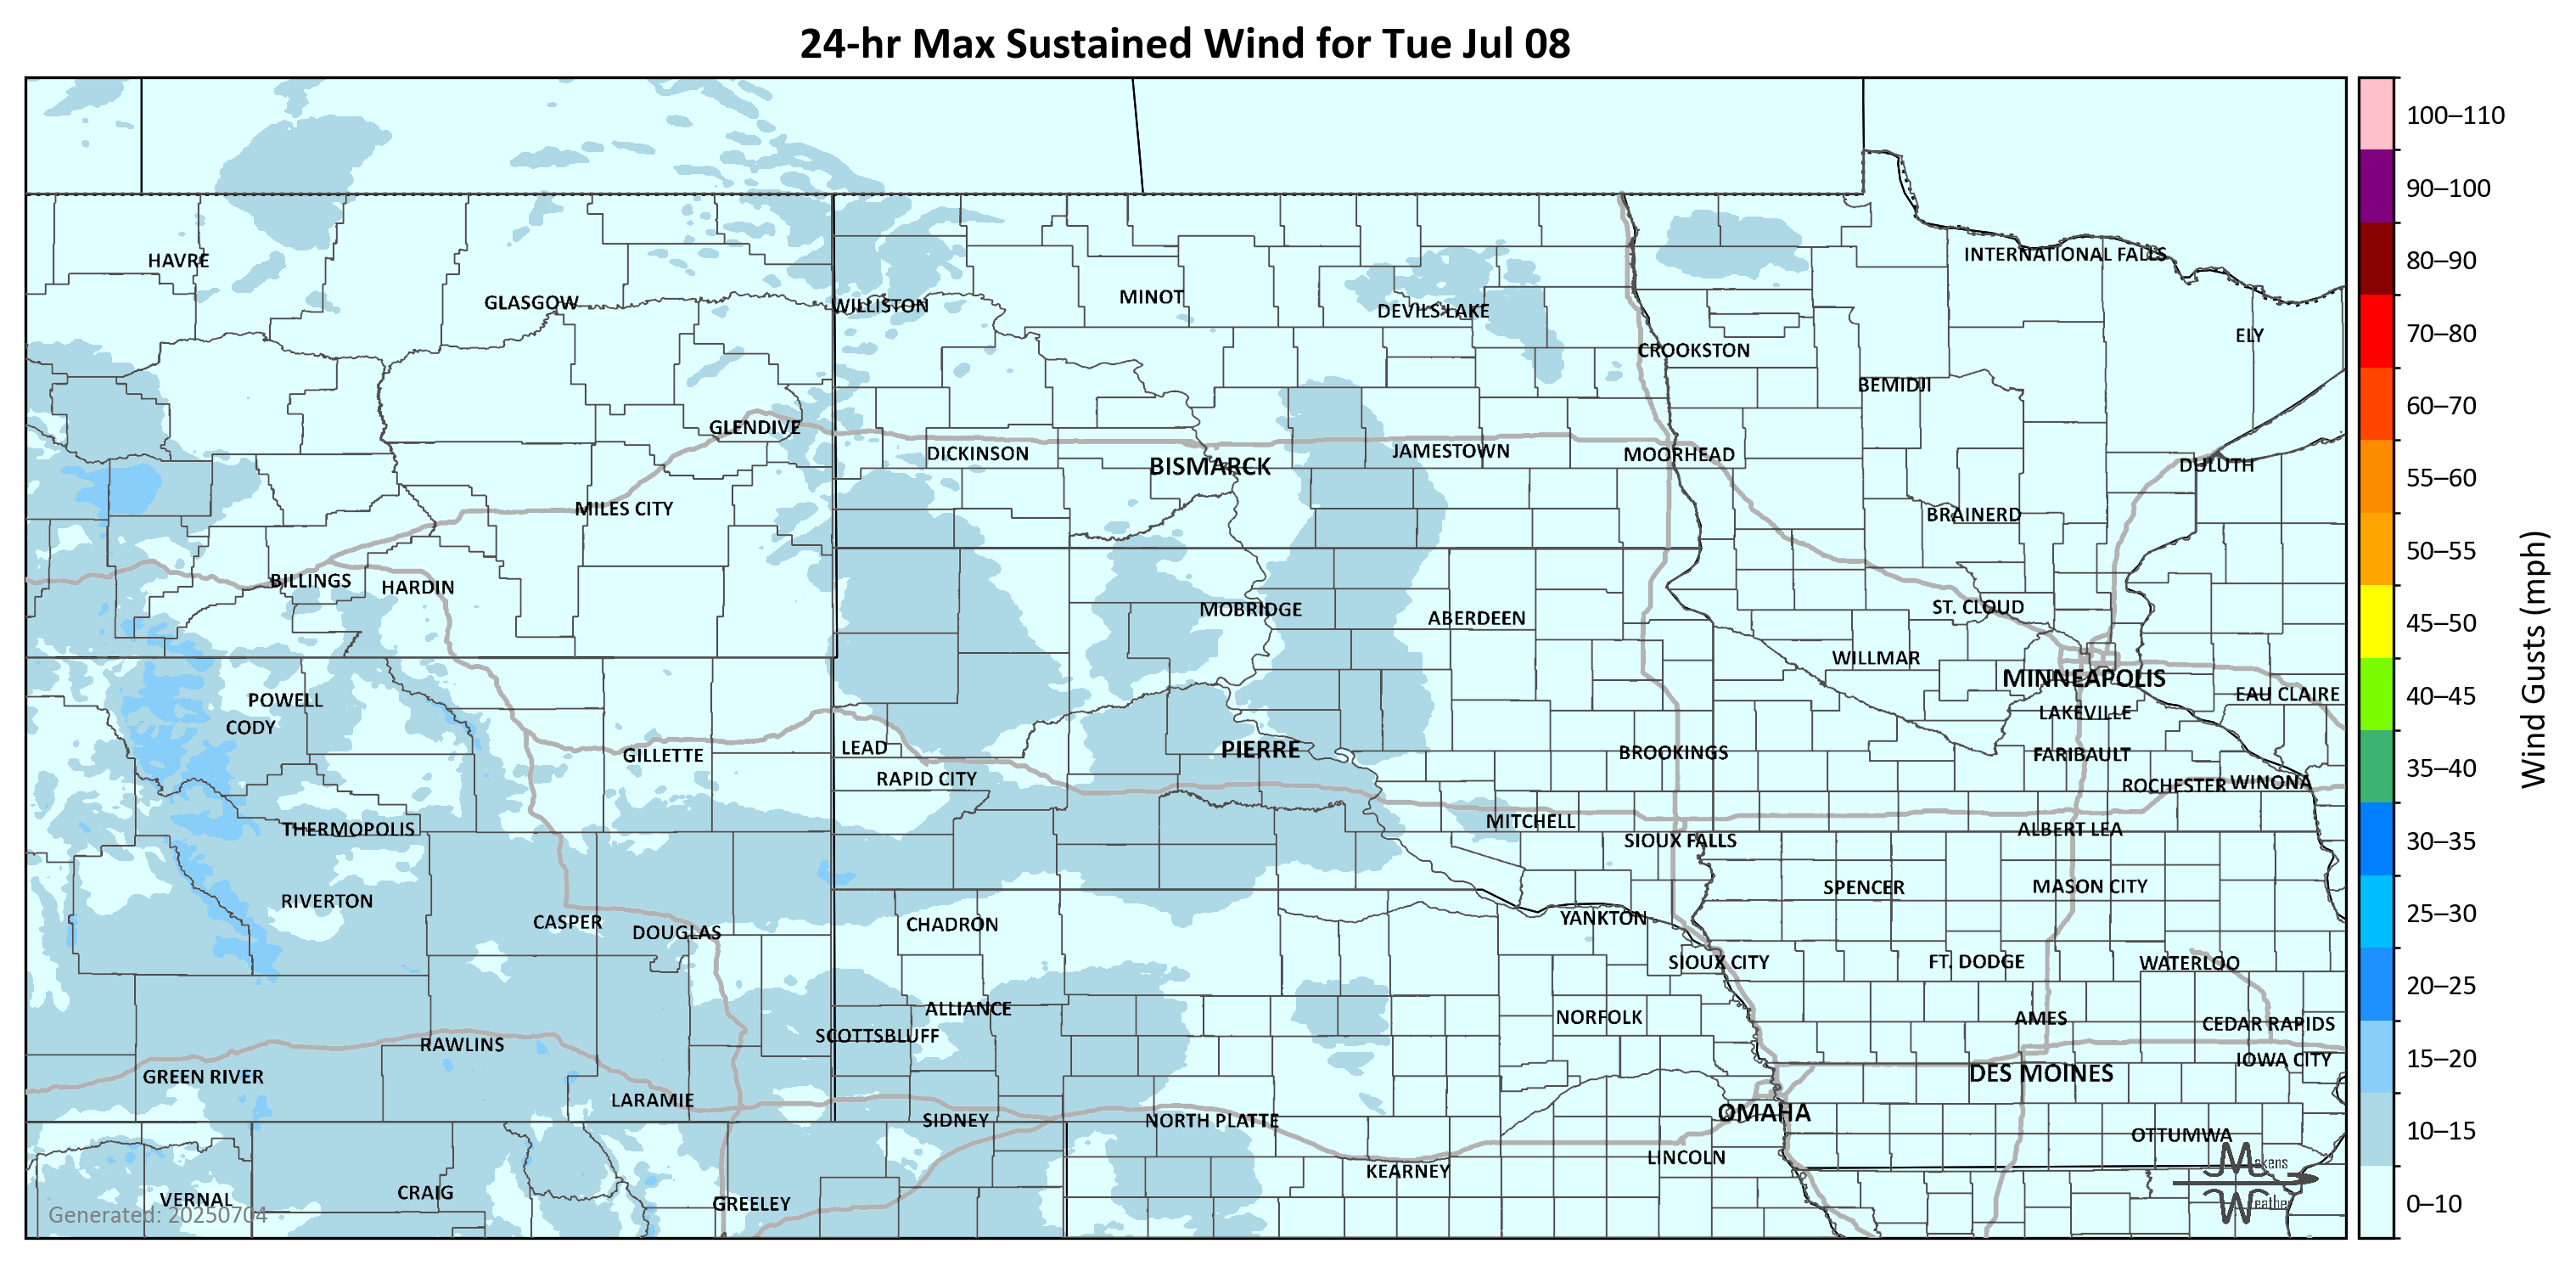 24-hr Max Sustained Wind for Tue Jul 08
100–110
90–100
80–90
70–80
60–70
55–60
50–55
45–50
40–45
35–40
30–35
25–30
20–25
15–20
10–15
0–10
Wind Gusts (mph)
HAVRE
INTERNATIONAL FALLS
GLASGOW
WILLISTON
MINOT
DEVILS LAKE
ELY
CROOKSTON
BEMIDJI
GLENDIVE
DICKINSON
BISMARCK
JAMESTOWN
MOORHEAD
DULUTH
MILES CITY
BRAINERD
BILLINGS
HARDIN
MOBRIDGE
ABERDEEN
ST. CLOUD
WILLMAR
MINNEAPOLIS
POWELL
EAU CLAIRE
CODY
LAKEVILLE
GILLETTE
LEAD
PIERRE
BROOKINGS
FARIBAULT
RAPID CITY
ROCHESTER
WINONA
THERMOPOLIS
MITCHELL
SIOUX FALLS
ALBERT LEA
RIVERTON
SPENCER
MASON CITY
CASPER
DOUGLAS
CHADRON
YANKTON
SIOUX CITY
FT. DODGE
WATERLOO
ALLIANCE
NORFOLK
AMES
CEDAR RAPIDS
SCOTTSBLUFF
RAWLINS
IOWA CITY
GREEN RIVER
DES MOINES
LARAMIE
SIDNEY
NORTH PLATTE
OMAHA
OTTUMWA
KEARNEY
LINCOLN
VERNAL
CRAIG
GREELEY
Generated: 20250704
Makens
Weather